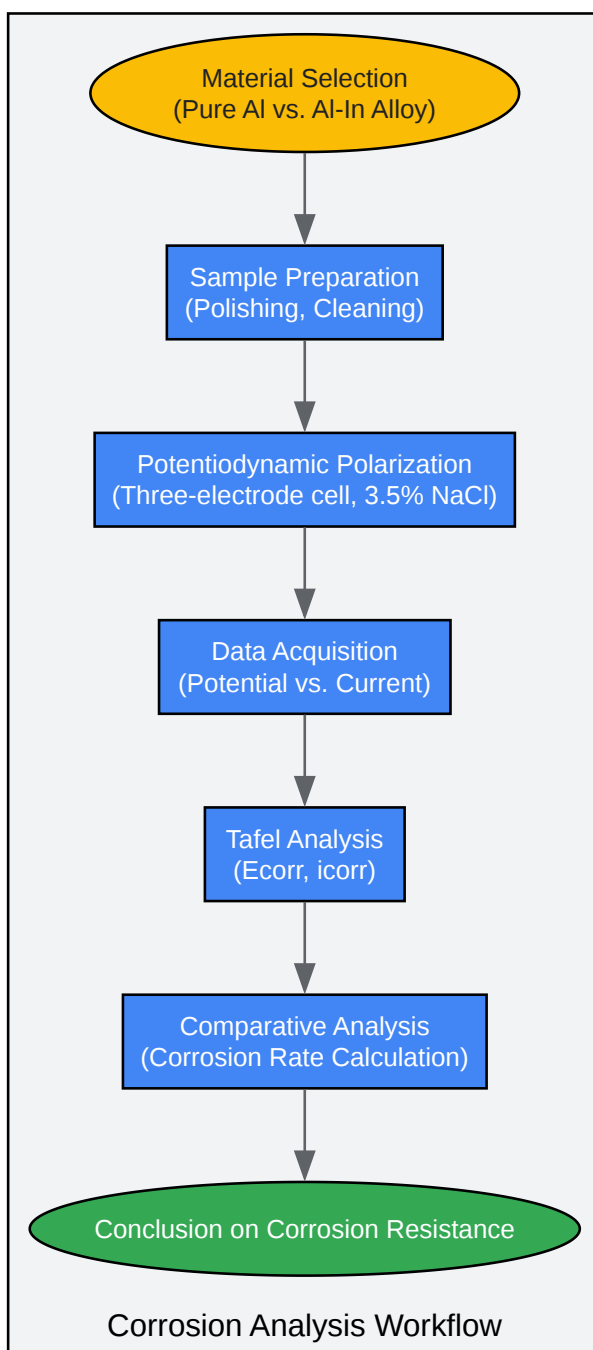 Material Selection
(Pure Al vs. Al-In Alloy)
Sample Preparation
(Polishing, Cleaning)
Potentiodynamic Polarization
(Three-electrode cell, 3.5% NaCl)
Data Acquisition
(Potential vs. Current)
Tafel Analysis
(Ecorr, icorr)
Comparative Analysis
(Corrosion Rate Calculation)
Conclusion on Corrosion Resistance
Corrosion Analysis Workflow